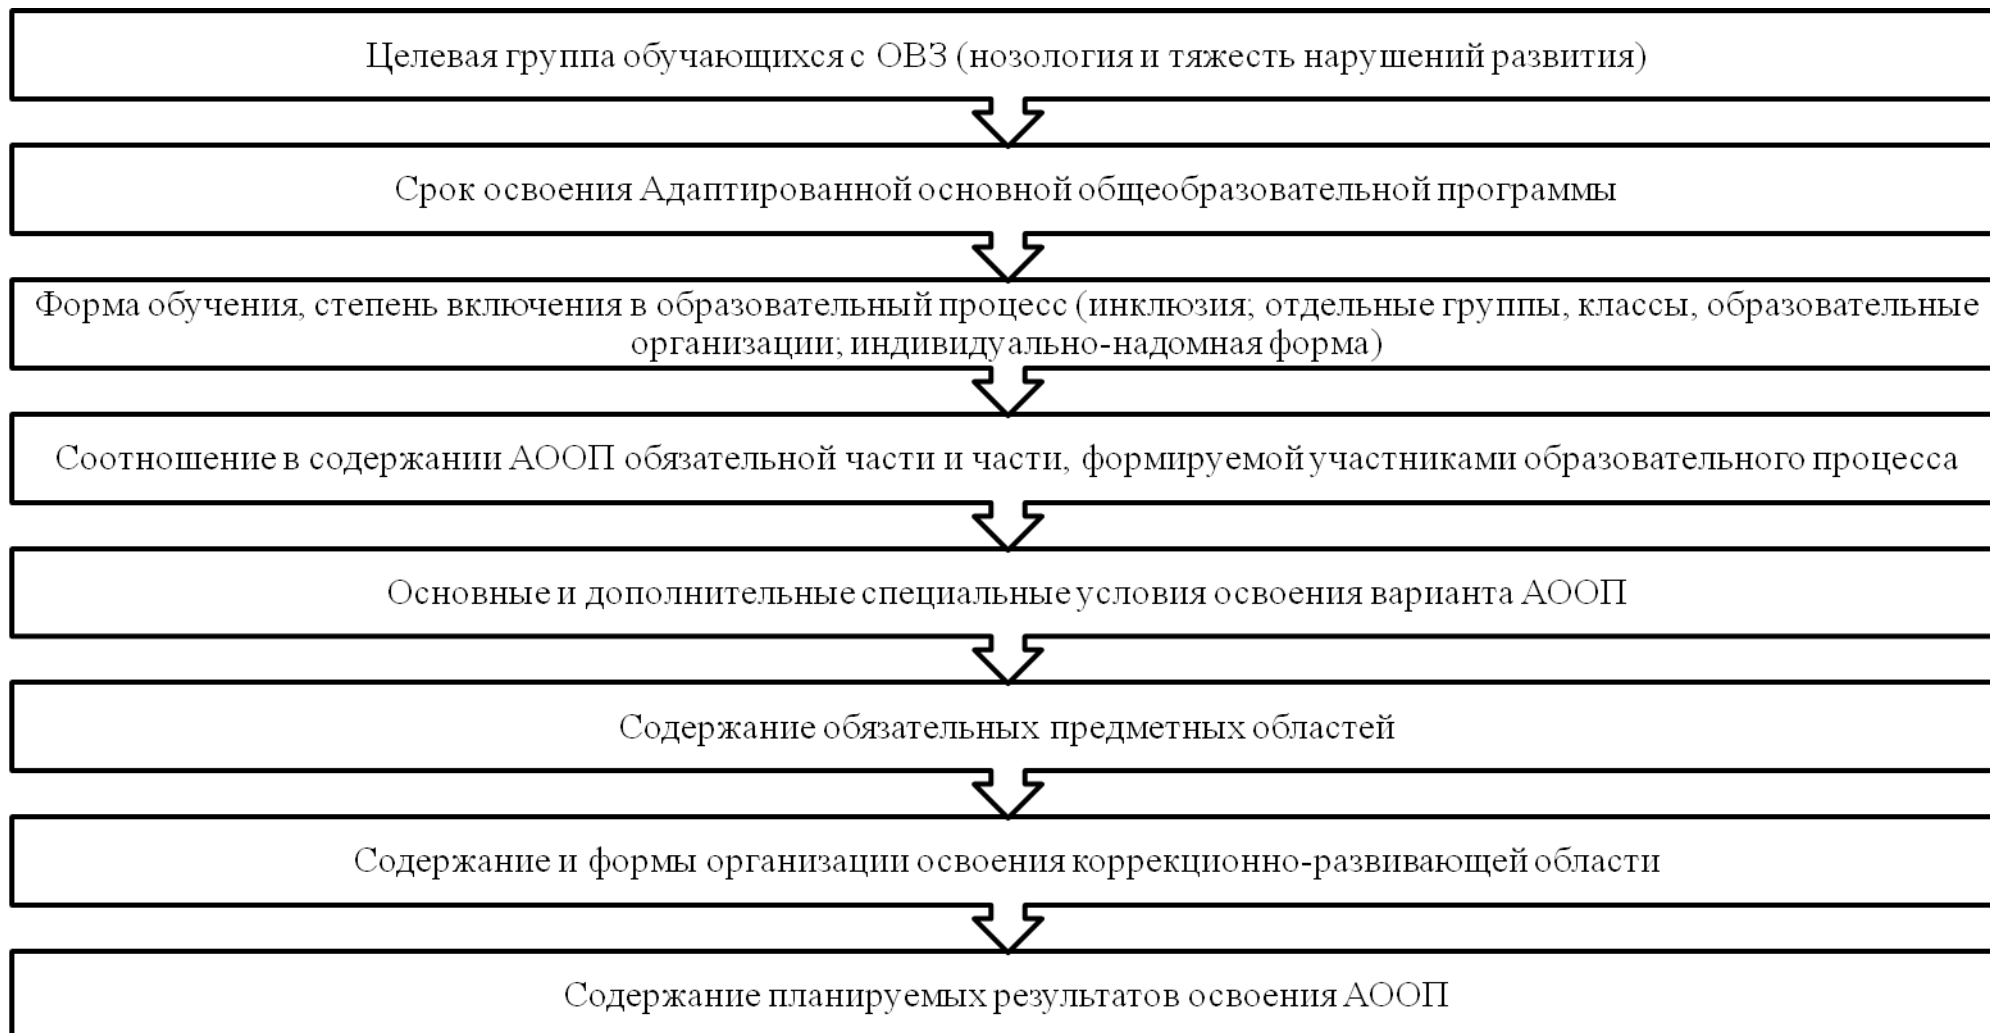 Целевая группа обучающихся с ОВЗ (нозология и тяжесть нарушений развития)
Срок освоения Адаптированной основной общеобразовательной программы
Форма обучения, степень включения в образовательный процесс (инклюзия; отдельные группы, классы, образовательные
организации; индивидуально-надомная форма)
Соотношение в содержании АООП обязательной части и части, формируемой участниками образовательного процесса
Основные и дополнительные специальные условия освоения варианта АООП
Содержание обязательных предметных областей
Содержание и формы организации освоения коррекционно-развивающей области
Содержание планируемых результатов освоения АООП